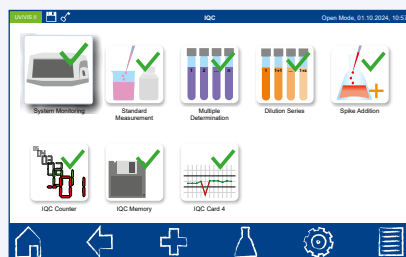 UV/VIS II
IQC
Open Mode, 01.10.2024, 10:57
System Monitoring
Standard
Measurement
Multiple
Determination
Dilution Series
Spike Addition
IQC Counter
IQC Memory
IQC Card 4